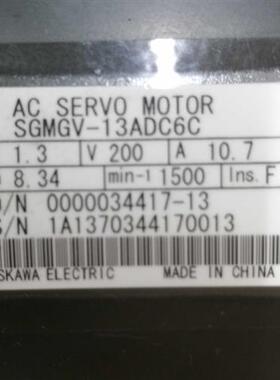 AC SERVO MOTOR
SGMGV-13ADC6C
1.3 V 200 A 10.7
8.34 min-1 1500 Ins. F
/N 0000034417-13
/N 1A1370344170013
SKAWA ELECTRIC MADE IN CHINA